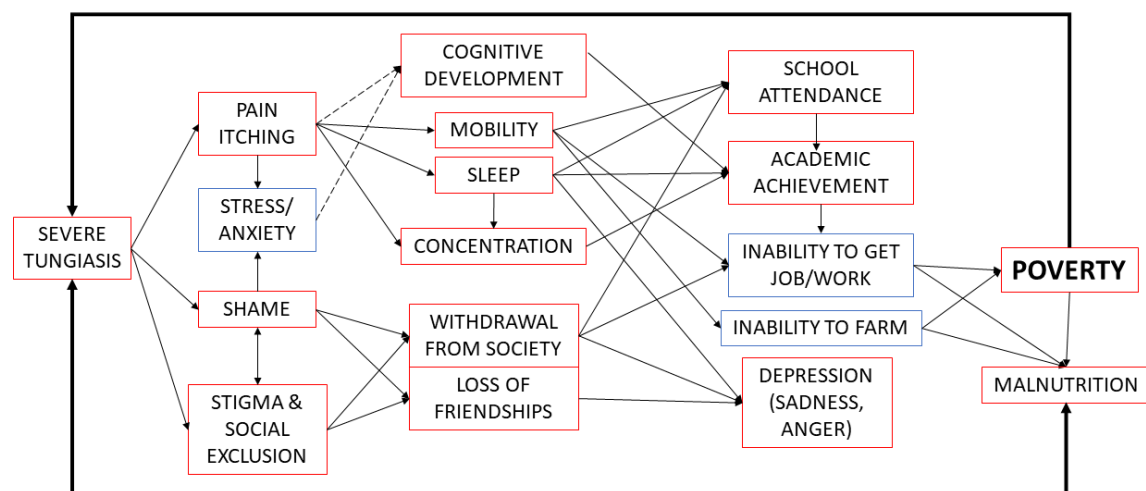 SEVERE
TUNGIASIS
PAIN
ITCHING
STRESS/
ANXIETY
SHAME
STIGMA &
SOCIAL
EXCLUSION
COGNITIVE
DEVELOPMENT
MOBILITY
SLEEP
CONCENTRATION
WITHDRAWAL
FROM SOCIETY
LOSS OF
FRIENDSHIPS
SCHOOL
ATTENDANCE
ACADEMIC
ACHIEVEMENT
INABILITY TO GET
JOB/WORK
INABILITY TO FARM
DEPRESSION
(SADNESS,
ANGER)
POVERTY
MALNUTRITION